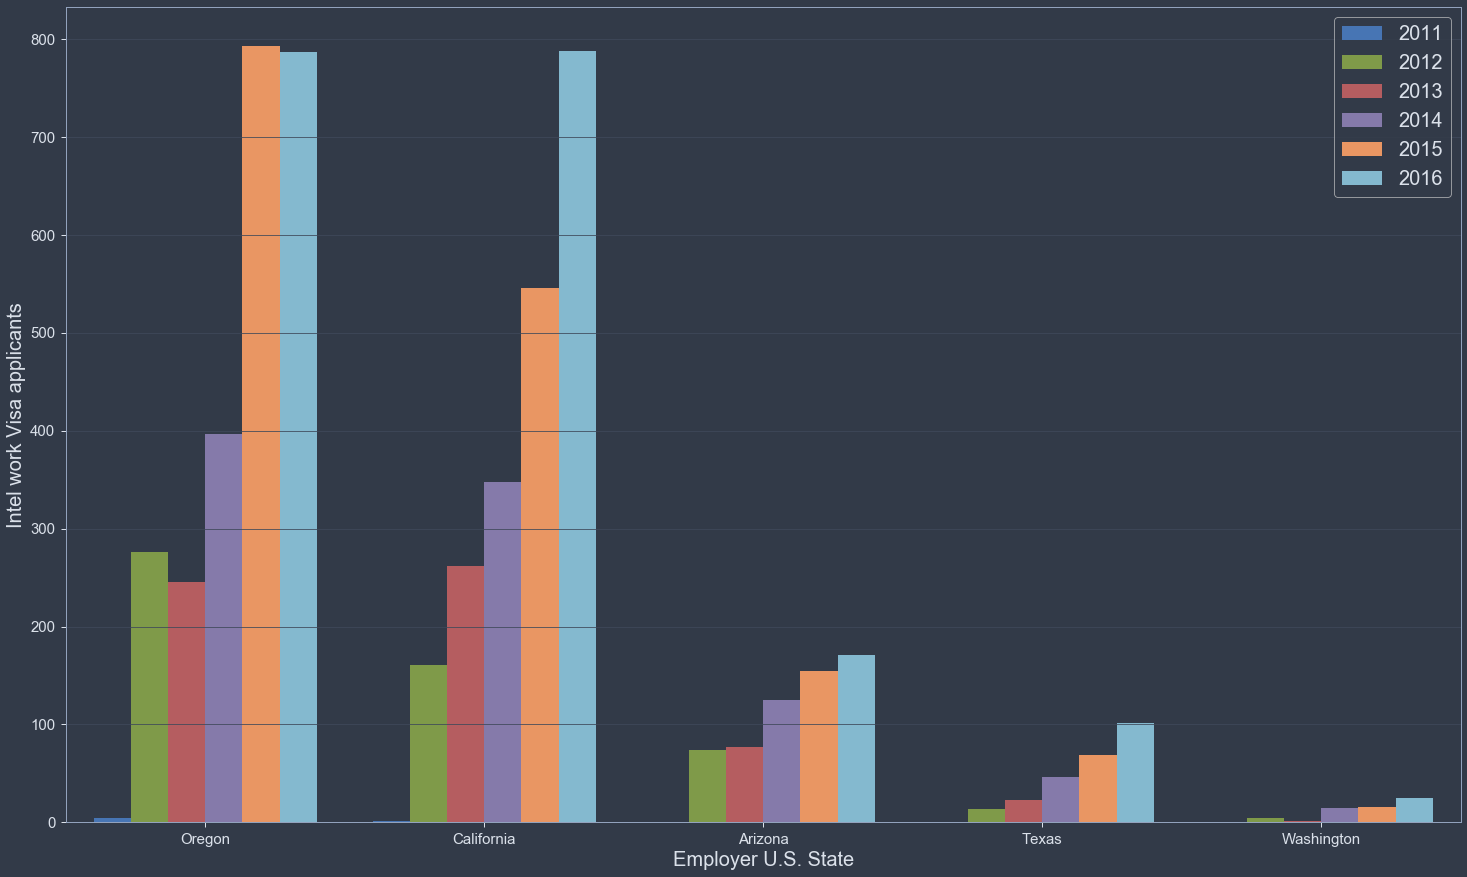 800
700
600
500
400
300
200
100
0
Intel work Visa applicants
2011
2012
2013
2014
2015
2016
Oregon
California
Arizona
Texas
Washington
Employer U.S. State